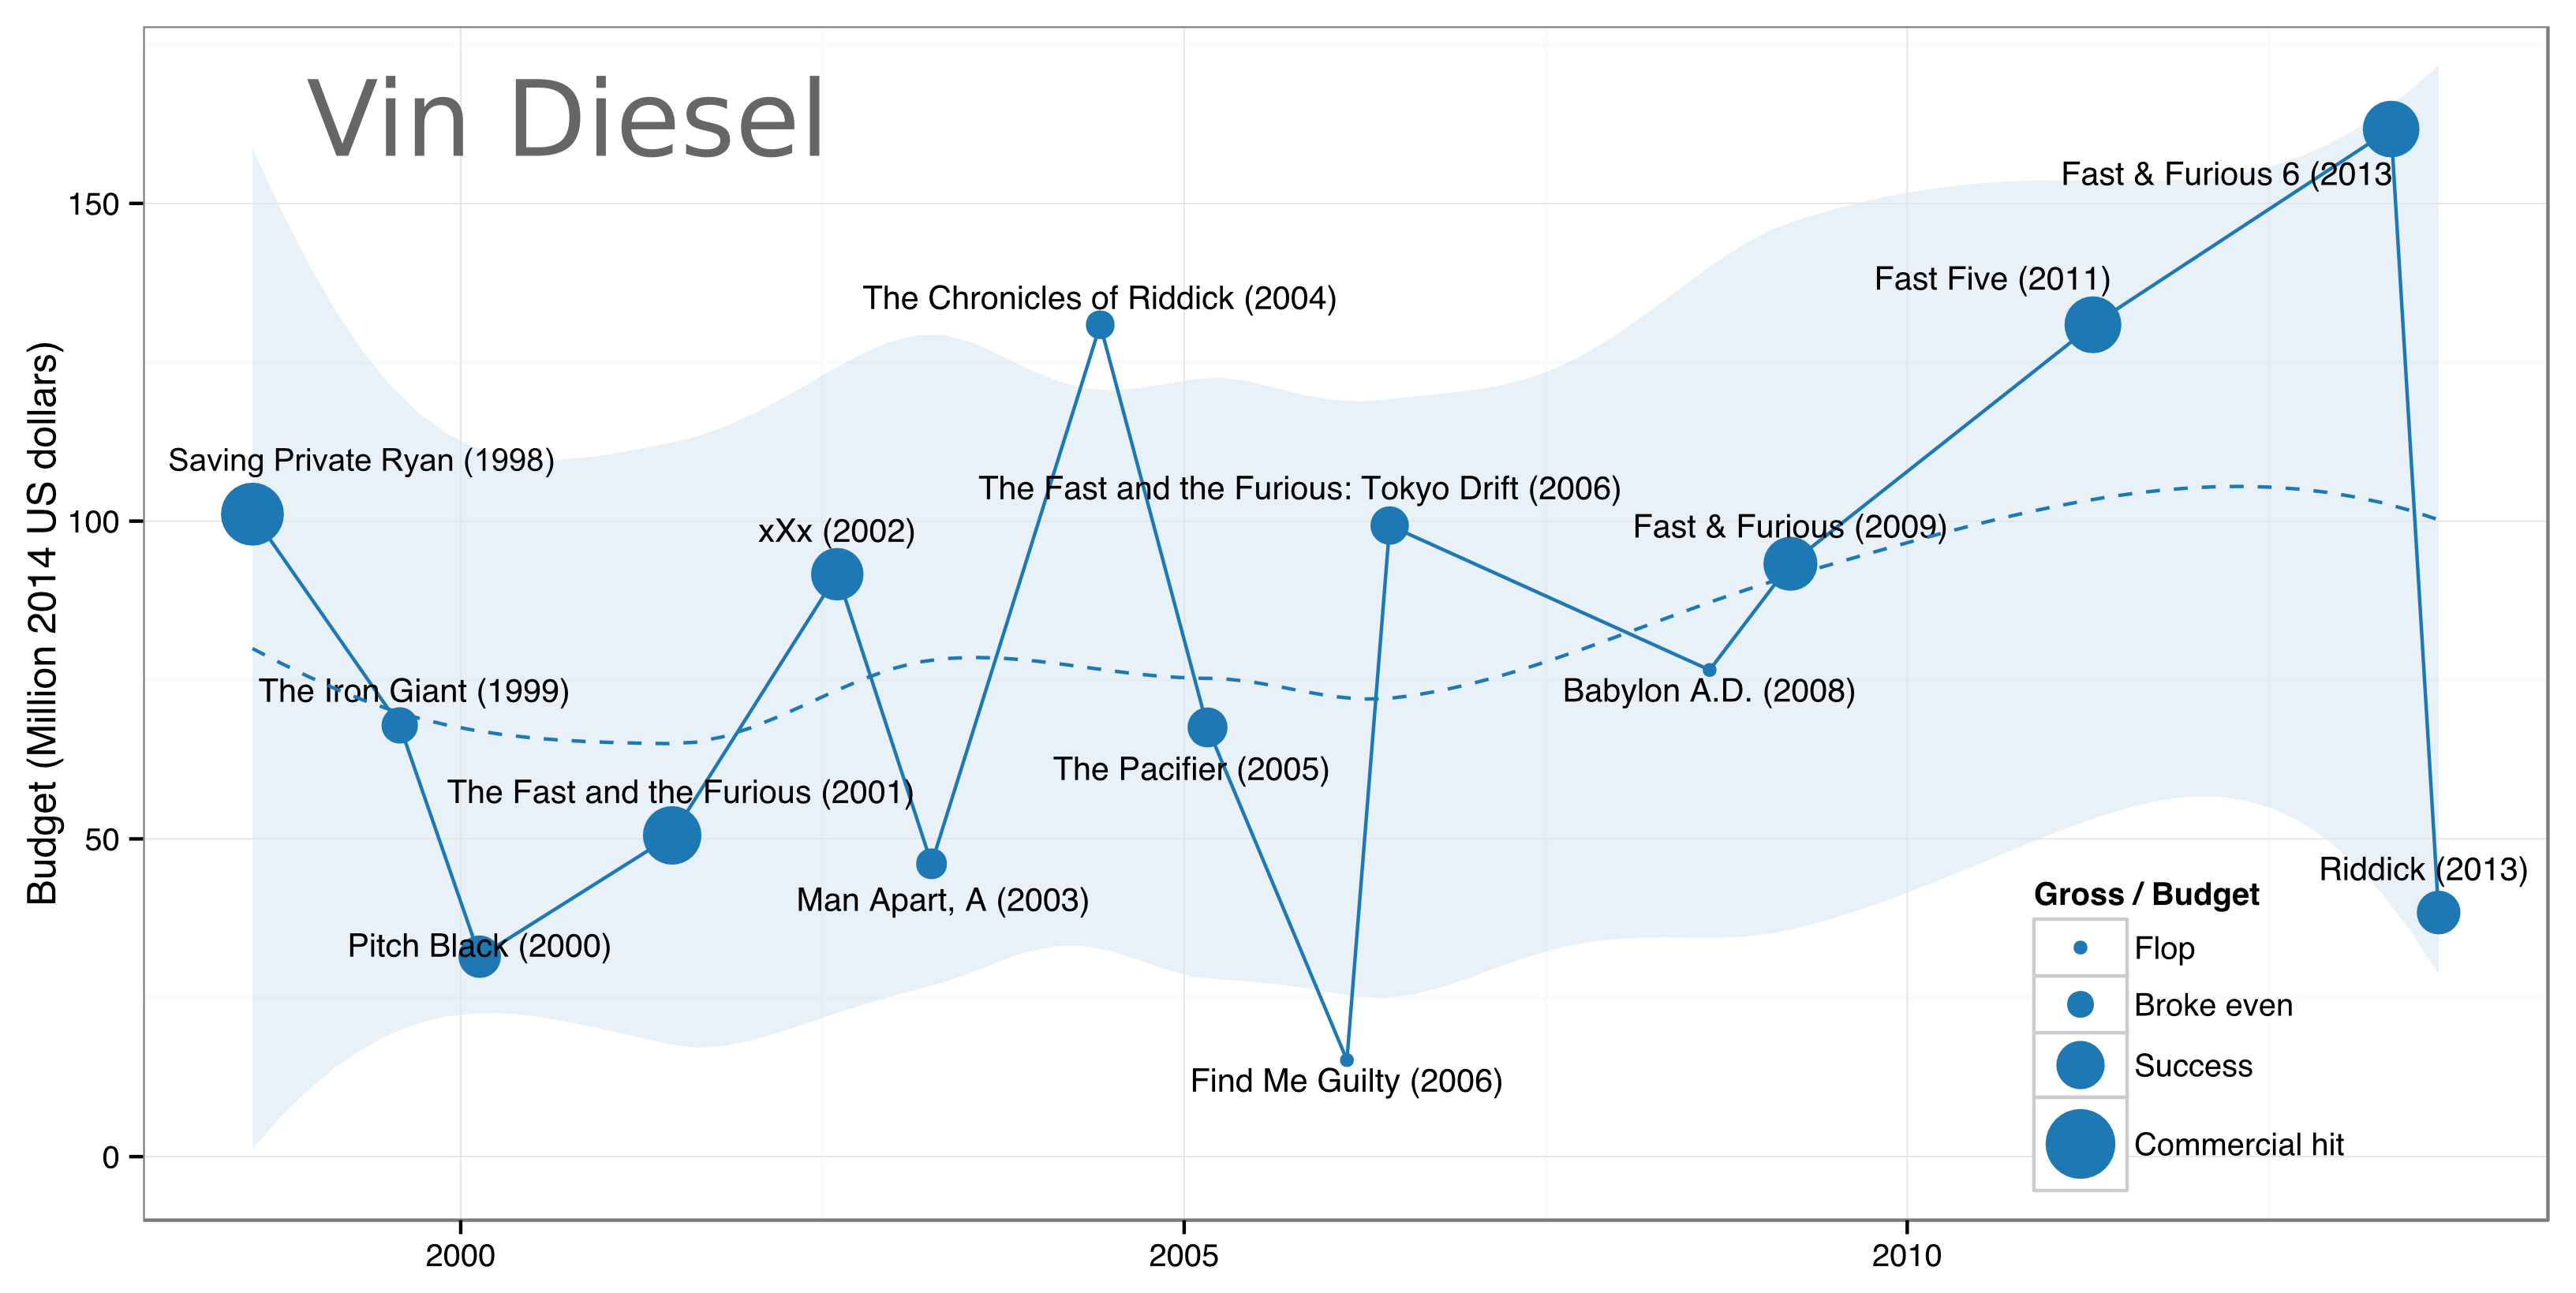 Vin Diesel
Budget (Million 2014 US dollars)
150
100
50
0
Fast & Furious 6 (2013
Fast Five (2011)
The Chronicles of Riddick (2004)
Saving Private Ryan (1998)
The Fast and the Furious: Tokyo Drift (2006)
xXx (2002)
Fast & Furious (2009)
The Iron Giant (1999)
Babylon A.D. (2008)
The Pacifier (2005)
The Fast and the Furious (2001)
Riddick (2013)
Man Apart, A (2003)
Pitch Black (2000)
Find Me Guilty (2006)
Gross / Budget
Flop
Broke even
Success
Commercial hit
2000
2005
2010